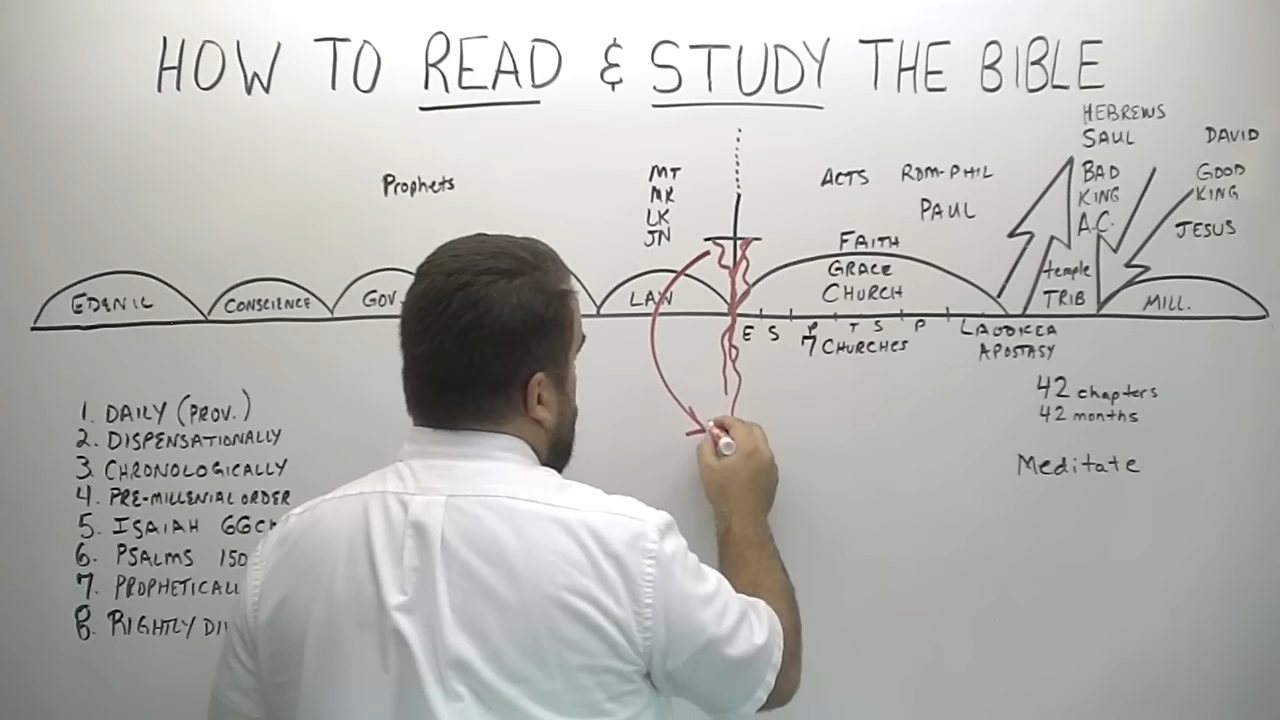 HOW TO READ & STUDY THE BIBLE
Prophets
MT
MK
LK
JN
ACTS
ROM-PHIL
PAUL
HEBREWS
SAUL
BAD
KING
A.C.
DAVID
GOOD
KING
JESUS
EDENIC
CONSCIENCE
GOV.
LAW
FAITH
GRACE
CHURCH
temple
TRIB
MILL.
E S P T S P LAODICEA
7 CHURCHES
APOSTASY
42 chapters
42 months
Meditate
1. DAILY (PROV.)
2. DISPENSATIONALLY
3. CHRONOLOGICALLY
4. PRE-MILLENIAL ORDER
5. ISAIAH 66CH
6. PSALMS 150
7. PROPHETICALL
8. RIGHTLY DI